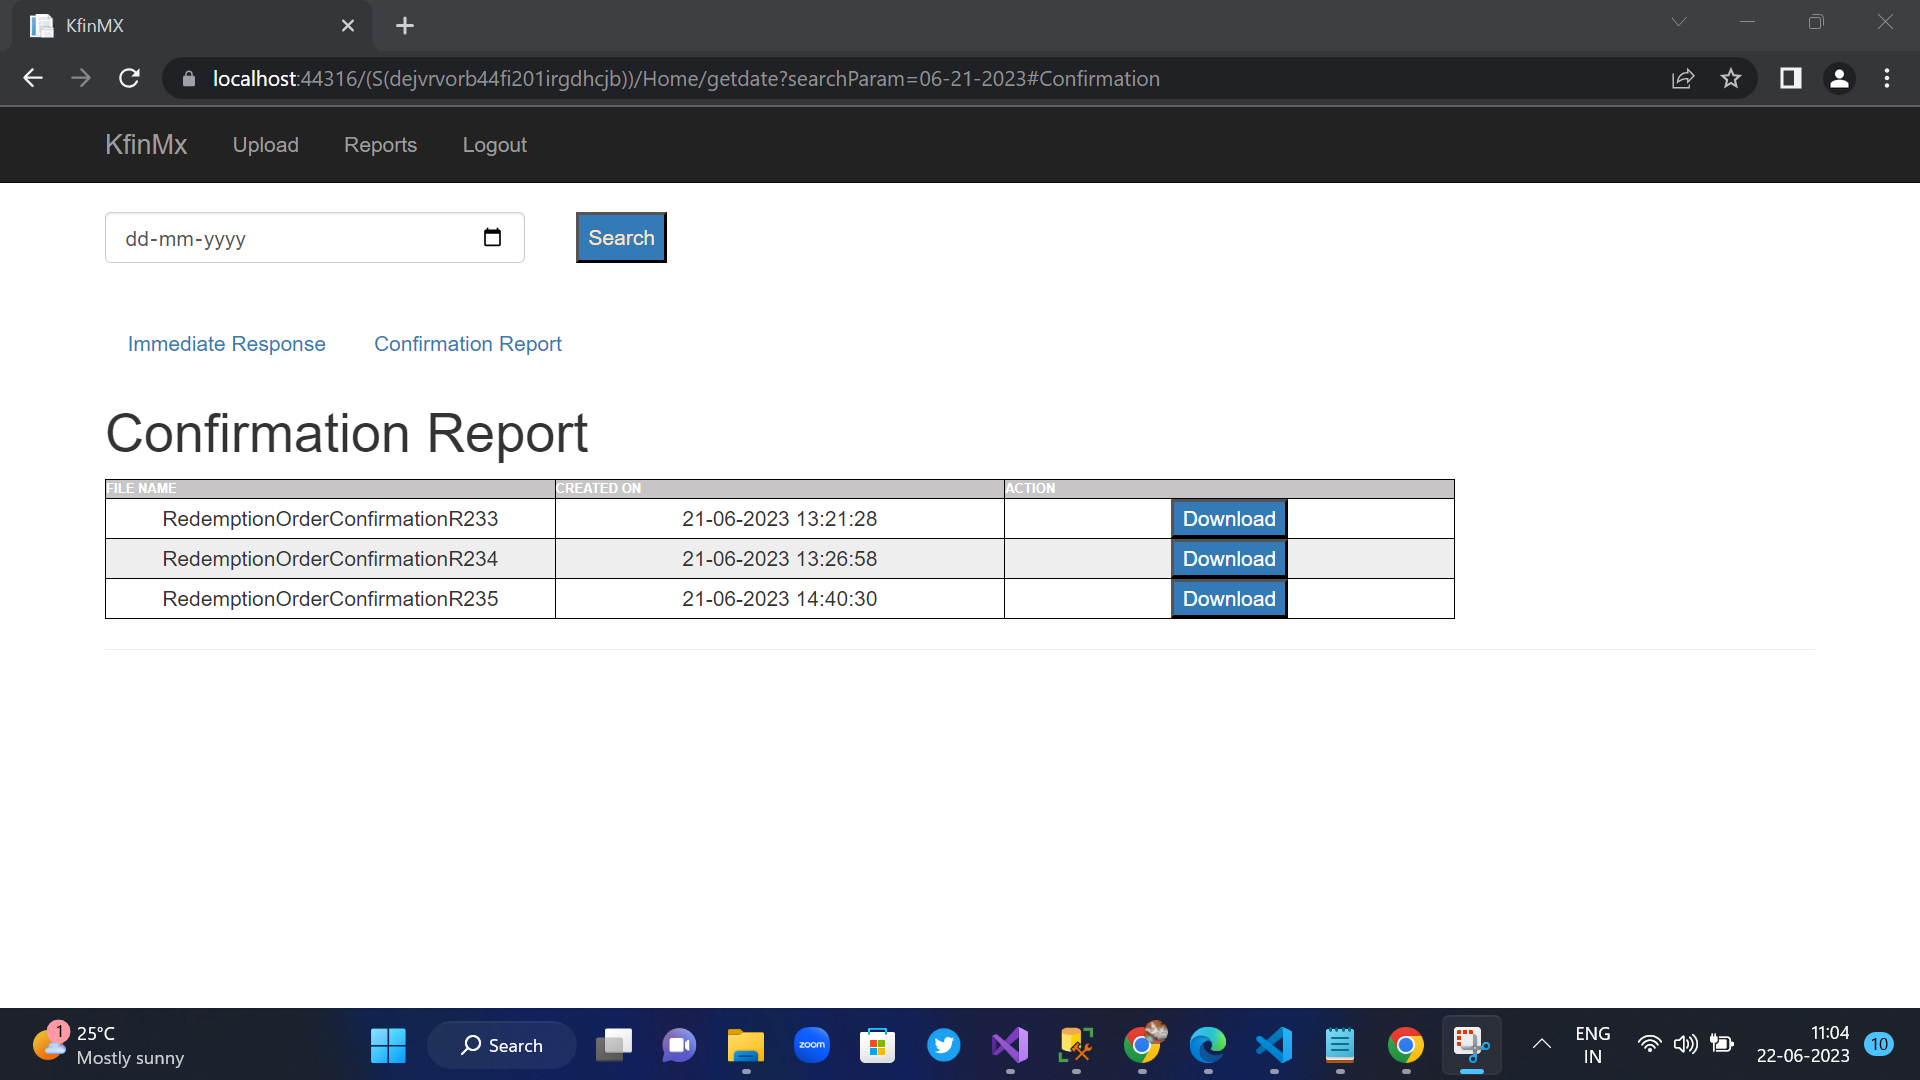 KfinMX
localhost:44316/(S(dejvrvorb44fi201irgdhcjb))/Home/getdate?searchParam=06-21-2023#Confirmation
KfinMx Upload Reports Logout
dd-mm-yyyy Search
Immediate Response Confirmation Report
Confirmation Report
FILE NAME CREATED ON ACTION
RedemptionOrderConfirmationR233 21-06-2023 13:21:28 Download
RedemptionOrderConfirmationR234 21-06-2023 13:26:58 Download
RedemptionOrderConfirmationR235 21-06-2023 14:40:30 Download
1 25°C
Mostly sunny
Search
zoom
ENG
IN
11:04
22-06-2023
10